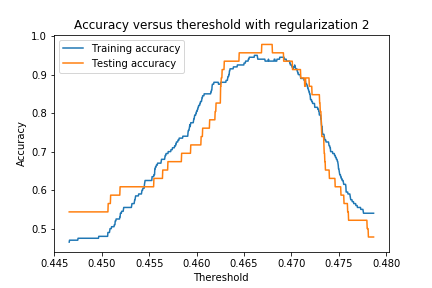 Accuracy versus thereshold with regularization 2
Training accuracy
Testing accuracy
Accuracy
1.0
0.9
0.8
0.7
0.6
0.5
0.445 0.450 0.455 0.460 0.465 0.470 0.475 0.480
Thereshold